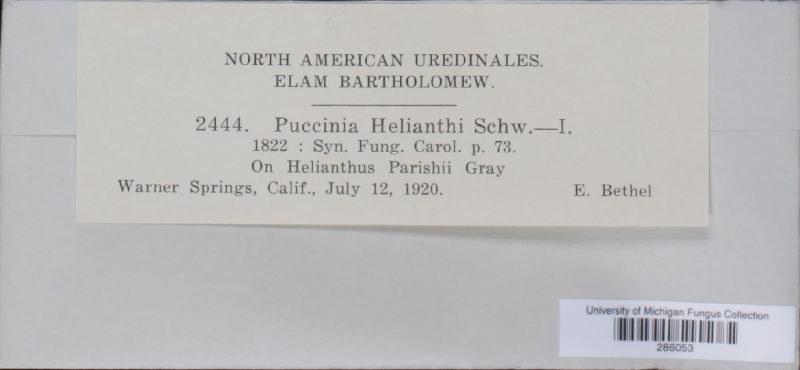 NORTH AMERICAN UREDINALES.
ELAM BARTHOLOMEW.
2444. Puccinia Helianthi Schw.—I.
1822 : Syn. Fung. Carol. p. 73.
On Helianthus Parishii Gray
Warner Springs, Calif., July 12, 1920. E. Bethel
University of Michigan Fungus Collection
286053